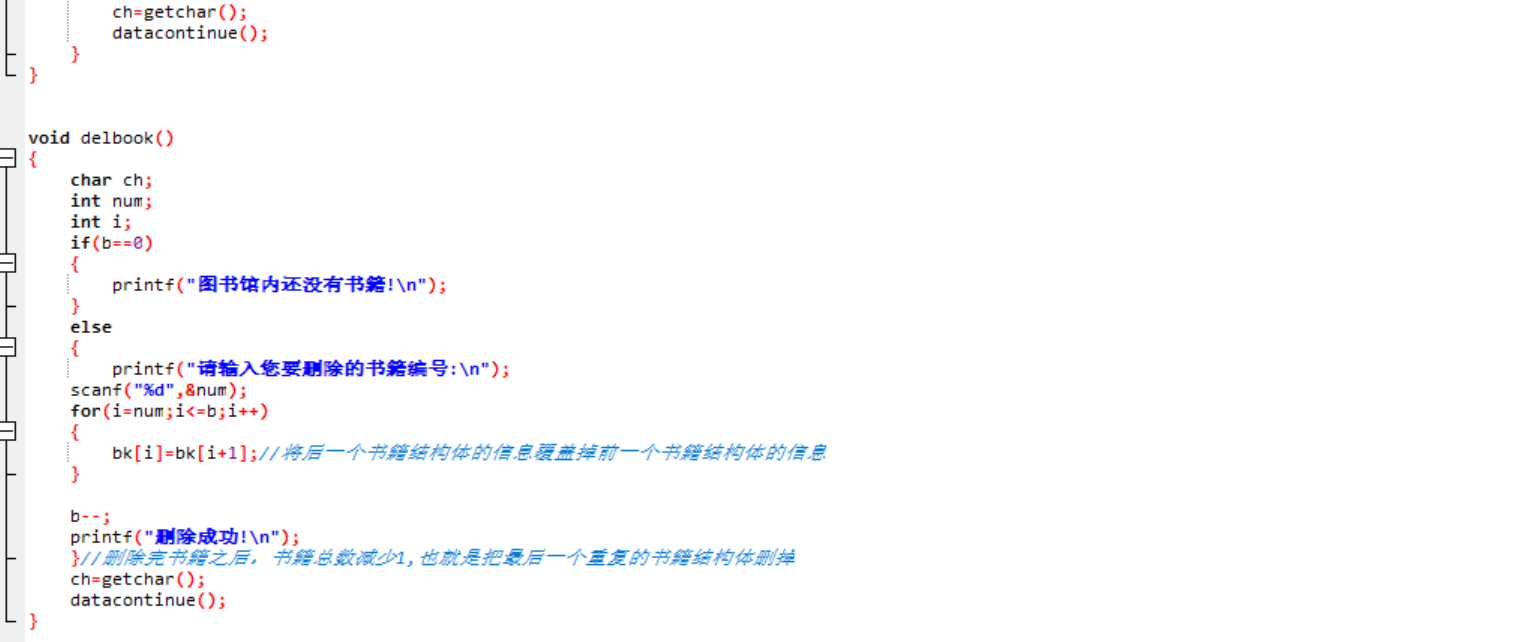 ch=getchar();
datacontinue();
}
}
void delbook()
{
char ch;
int num;
int i;
if(b==0)
{
printf("图书馆内还没有书籍!\n");
}
else
{
printf("请输入您要删除的书籍编号:\n");
scanf("%d",&num);
for(i=num;i<=b;i++)
{
bk[i]=bk[i+1];//将后一个书籍结构体的信息覆盖掉前一个书籍结构体的信息
}
b--;
printf("删除成功!\n");
}//删除完书籍之后，书籍总数减少1,也就是把最后一个重复的书籍结构体删掉
ch=getchar();
datacontinue();
}